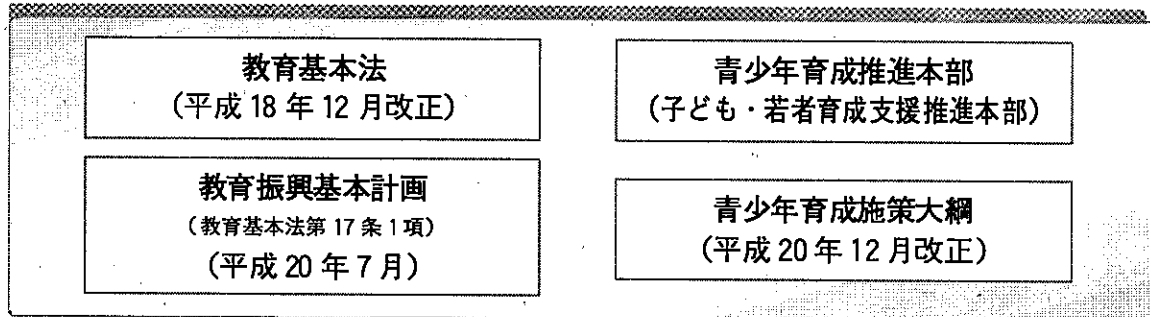 教育基本法
（平成18年12月改正）
教育振興基本計画
（教育基本法第17条1項）
（平成20年7月）
青少年育成推進本部
（子ども・若者育成支援推進本部）
青少年育成施策大綱
（平成20年12月改正）